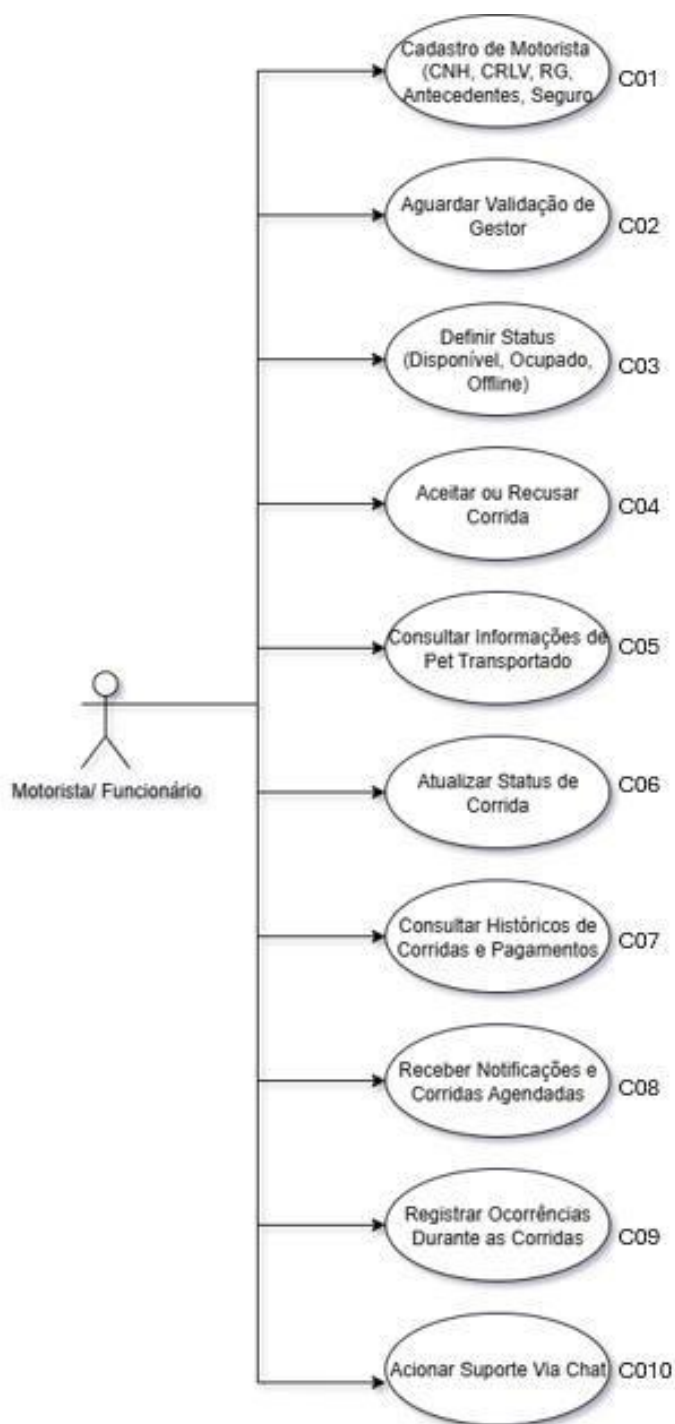 Cadastro de Motorista
(CNH, CRLV, RG,
Antecedentes, Seguro
C01
Aguardar Validação de
Gestor
C02
Definir Status
(Disponível, Ocupado,
Offline)
C03
Aceitar ou Recusar
Corrida
C04
Consultar Informações de
Pet Transportado
C05
Motorista/ Funcionário
Atualizar Status de
Corrida
C06
Consultar Históricos de
Corridas e Pagamentos
C07
Receber Notificações e
Corridas Agendadas
C08
Registrar Ocorrências
Durante as Corridas
C09
Acionar Suporte Via Chat
C010